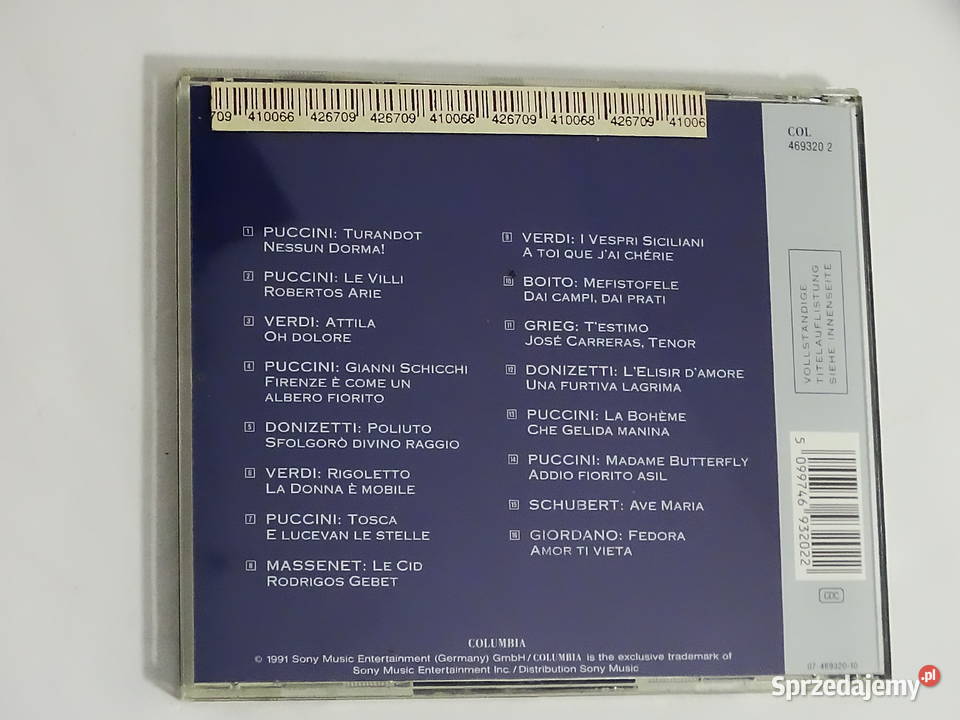 709 410066 426709 426709 410066 426709 410068 426709 41006
COL
469320 2
1 PUCCINI: TURANDOT
NESSUN DORMA!
2 PUCCINI: LE VILLI
ROBERTOS ARIE
3 VERDI: ATTILA
OH DOLORE
4 PUCCINI: GIANNI SCHICCHI
FIRENZE È COME UN
ALBERO FIORITO
5 DONIZETTI: POLIUTO
SFOLGORÒ DIVINO RAGGIO
6 VERDI: RIGOLETTO
LA DONNA È MOBILE
7 PUCCINI: TOSCA
E LUCEVAN LE STELLE
8 MASSENET: LE CID
RODRIGOS GEBET
9 VERDI: I VESPRI SICILIANI
A TOI QUE J'AI CHÉRIE
10 BOITO: MEFISTOFELE
DAI CAMPI, DAI PRATI
11 GRIEG: T'ESTIMO
JOSÉ CARRERAS, TENOR
12 DONIZETTI: L'ELISIR D'AMORE
UNA FURTIVA LAGRIMA
13 PUCCINI: LA BOHÈME
CHE GELIDA MANINA
14 PUCCINI: MADAME BUTTERFLY
ADDIO FIORITO ASIL
15 SCHUBERT: AVE MARIA
16 GIORDANO: FEDORA
AMOR TI VIETA
VOLLSTÄNDIGE
TITELAUFLISTUNG
SIEHE INNENSEITE
5 099746 932022
GDC
COLUMBIA
© 1991 Sony Music Entertainment (Germany) GmbH / COLUMBIA is the exclusive trademark of
Sony Music Entertainment Inc. / Distribution Sony Music
07-469320-10
Sprzedajemy.pl